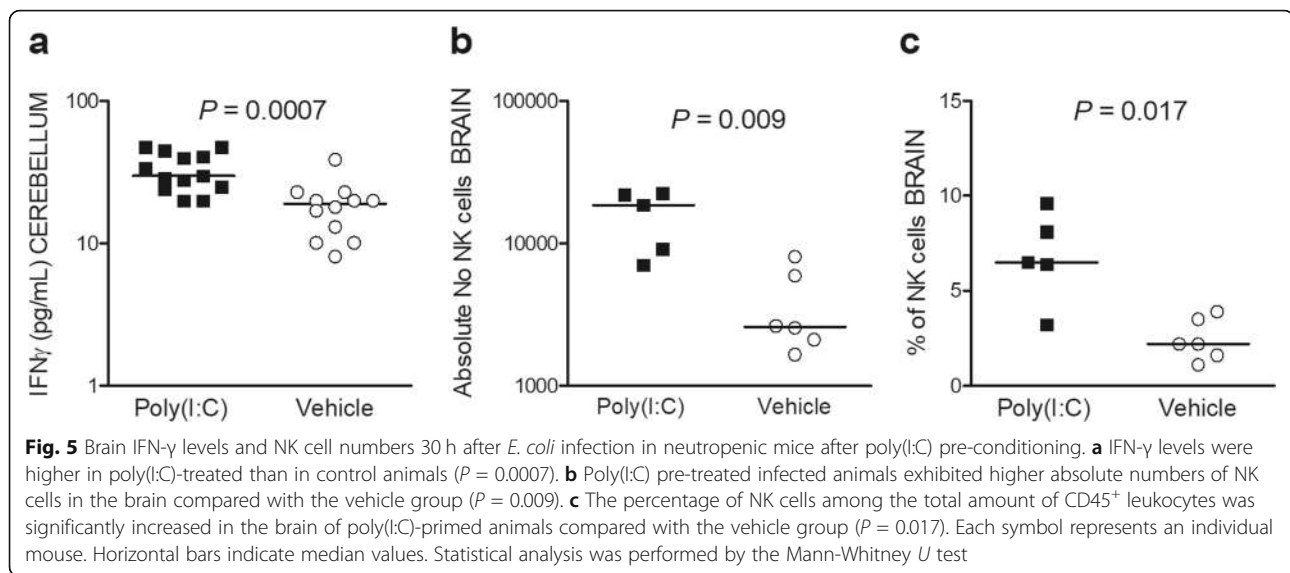 a
b
c
P = 0.0007
P = 0.009
P = 0.017
IFNγ (pg/mL) CEREBELLUM
100
10
1
Poly(I:C) Vehicle
Absolute No NK cells BRAIN
100000
10000
1000
Poly(I:C) Vehicle
% of NK cells BRAIN
15
10
5
0
Poly(I:C) Vehicle
Fig. 5 Brain IFN-γ levels and NK cell numbers 30 h after E. coli infection in neutropenic mice after poly(I:C) pre-conditioning. a IFN-γ levels were
higher in poly(I:C)-treated than in control animals (P = 0.0007). b Poly(I:C) pre-treated infected animals exhibited higher absolute numbers of NK
cells in the brain compared with the vehicle group (P = 0.009). c The percentage of NK cells among the total amount of CD45⁺ leukocytes was
significantly increased in the brain of poly(I:C)-primed animals compared with the vehicle group (P = 0.017). Each symbol represents an individual
mouse. Horizontal bars indicate median values. Statistical analysis was performed by the Mann-Whitney U test